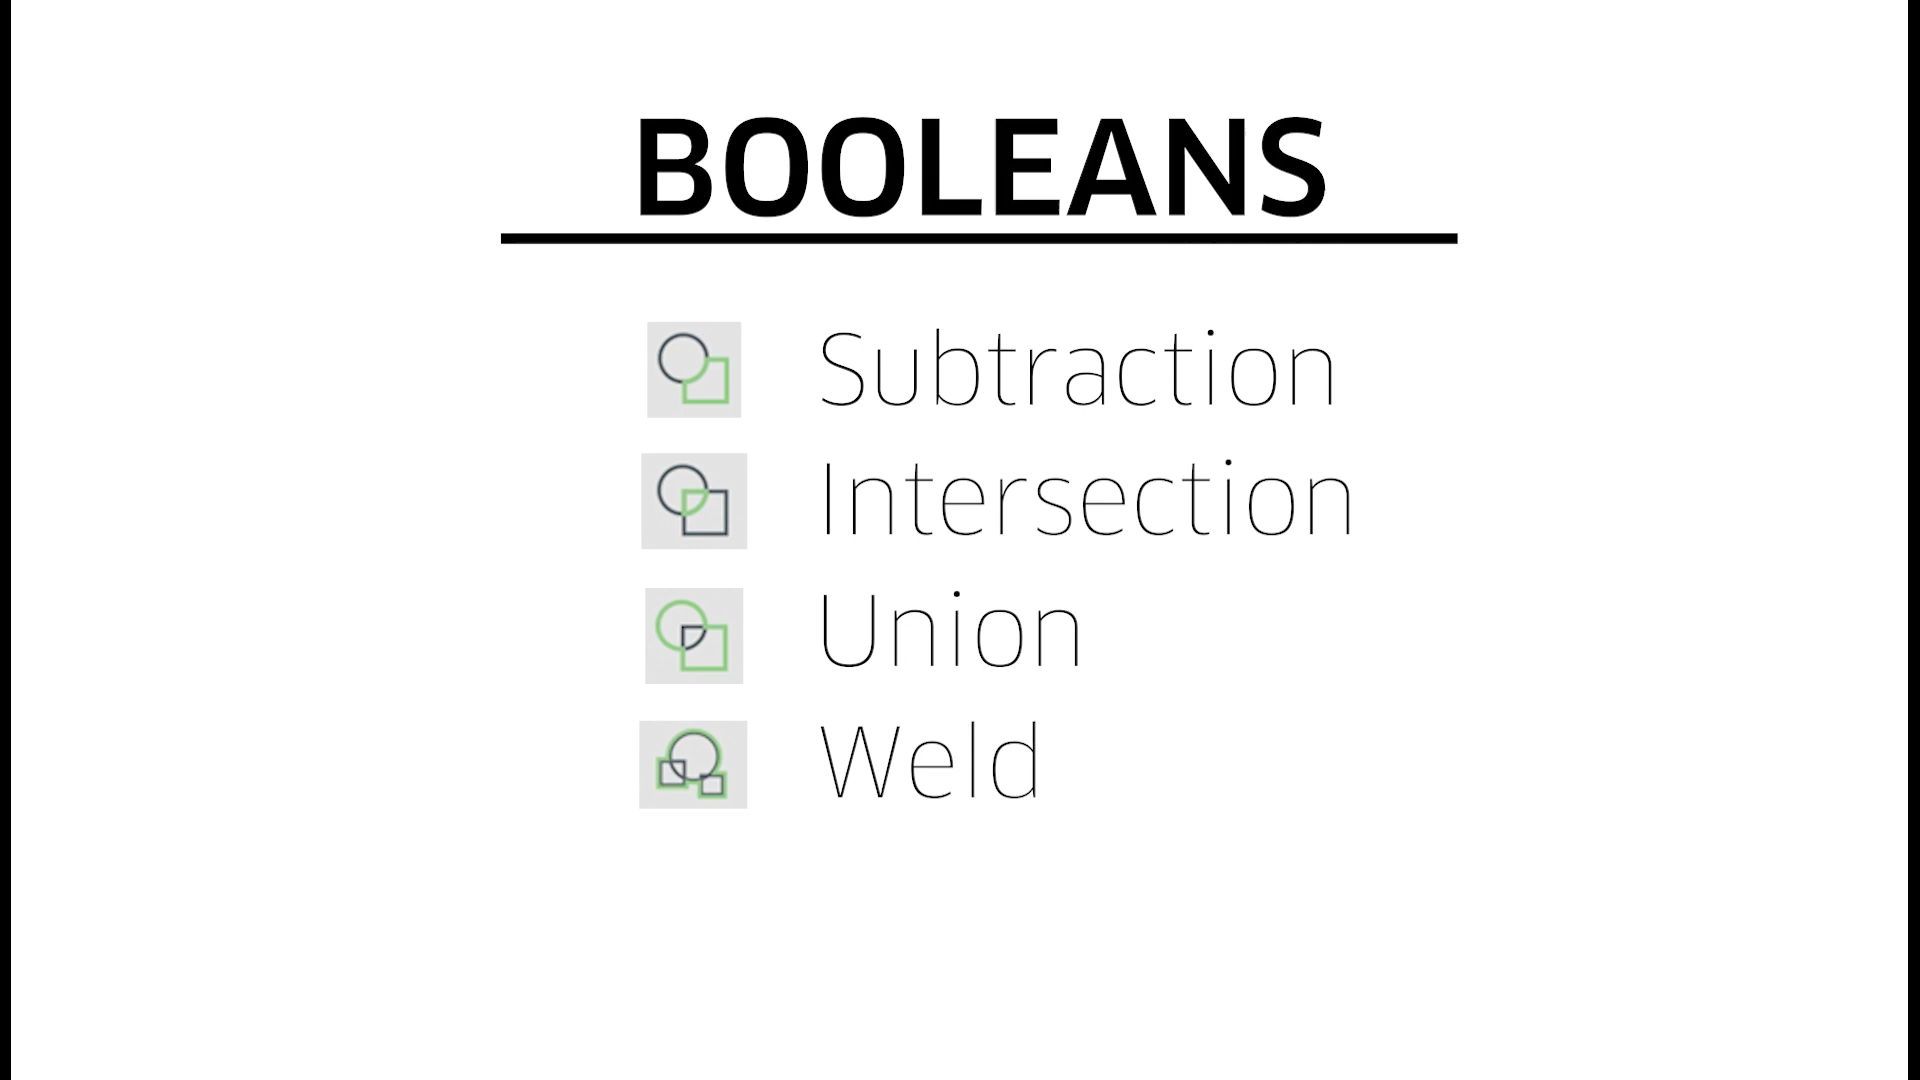 BOOLEANS
Subtraction
Intersection
Union
Weld